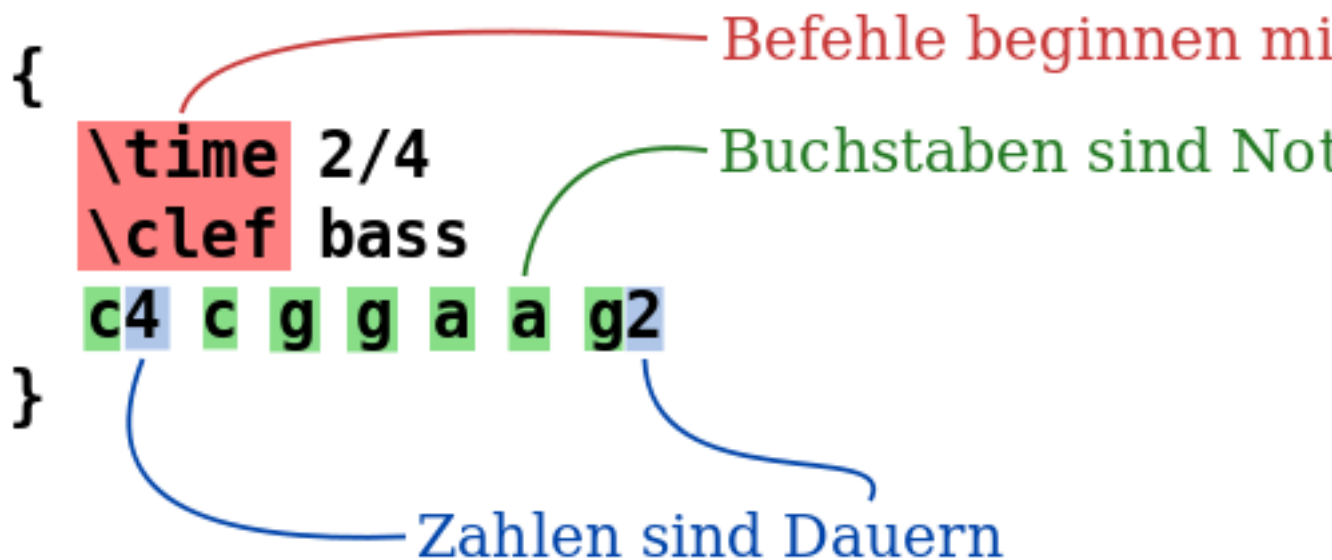 Befehle beginnen mi
{
\time 2/4
Buchstaben sind Not
\clef bass
c4 c g g a a g2
}
Zahlen sind Dauern